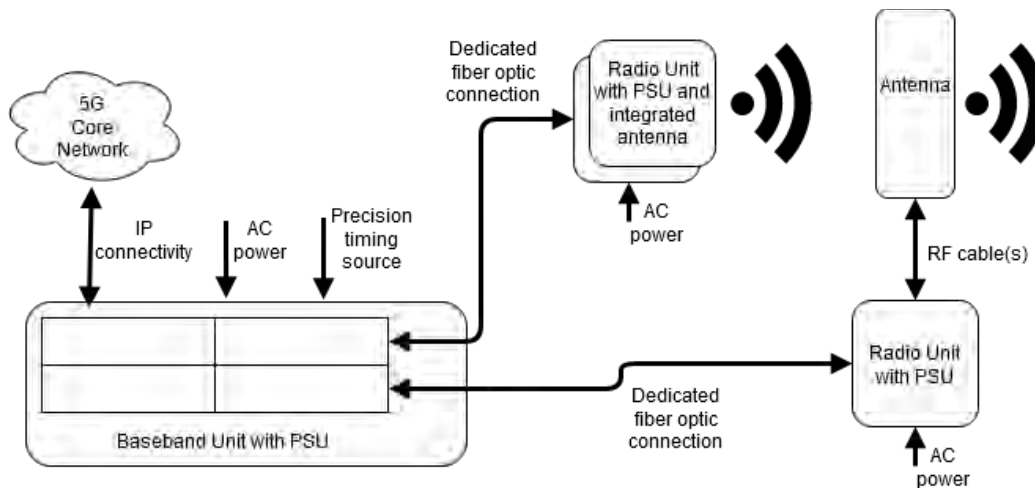 5G
Core
Network
IP
connectivity
AC
power
Precision
timing
source
Dedicated
fiber optic
connection
Radio Unit
with PSU and
integrated
antenna
AC
power
Antenna
RF cable(s)
Radio Unit
with PSU
AC
power
Dedicated
fiber optic
connection
Baseband Unit with PSU